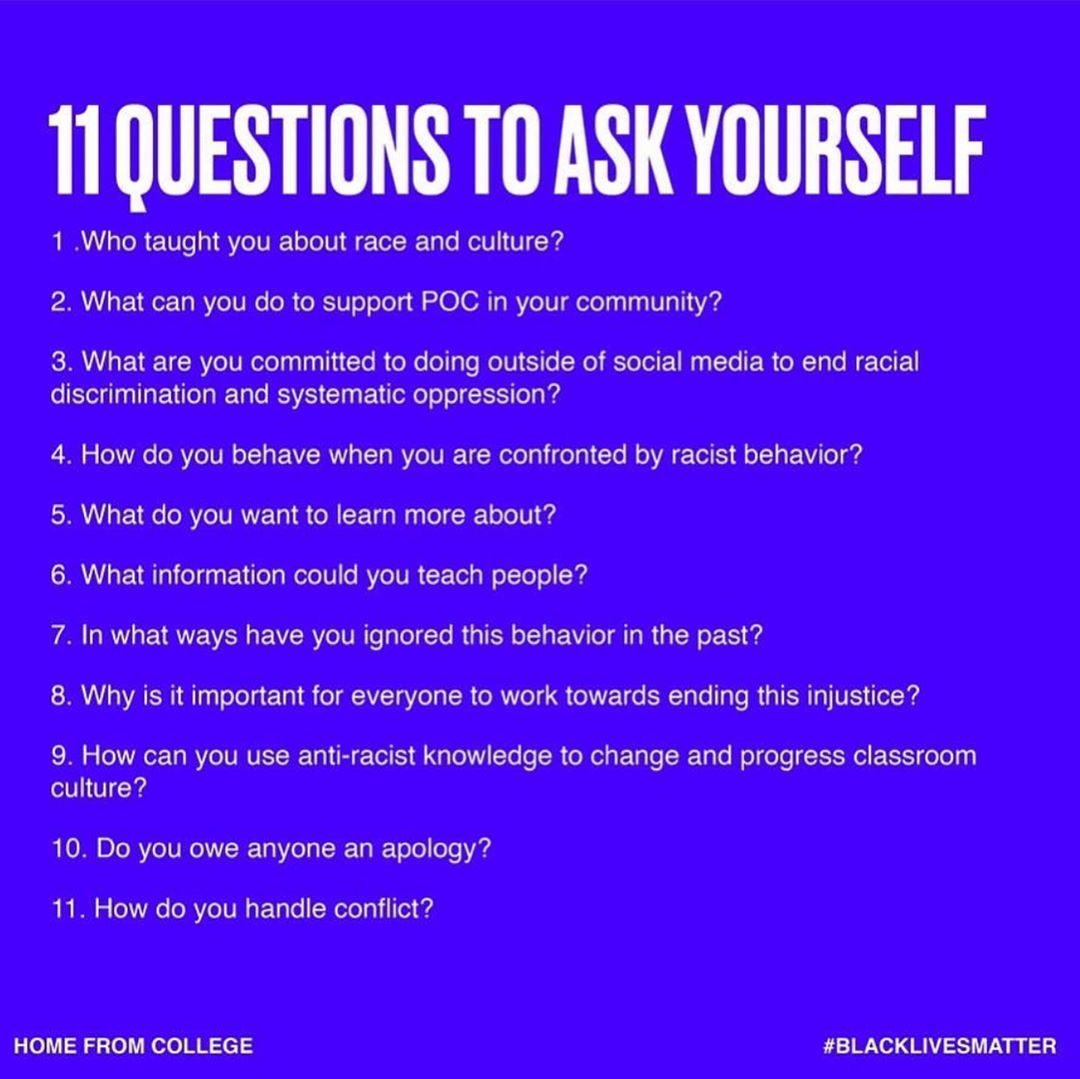 11 QUESTIONS TO ASK YOURSELF
1 .Who taught you about race and culture?
2. What can you do to support POC in your community?
3. What are you committed to doing outside of social media to end racial
discrimination and systematic oppression?
4. How do you behave when you are confronted by racist behavior?
5. What do you want to learn more about?
6. What information could you teach people?
7. In what ways have you ignored this behavior in the past?
8. Why is it important for everyone to work towards ending this injustice?
9. How can you use anti-racist knowledge to change and progress classroom
culture?
10. Do you owe anyone an apology?
11. How do you handle conflict?
HOME FROM COLLEGE
#BLACKLIVESMATTER